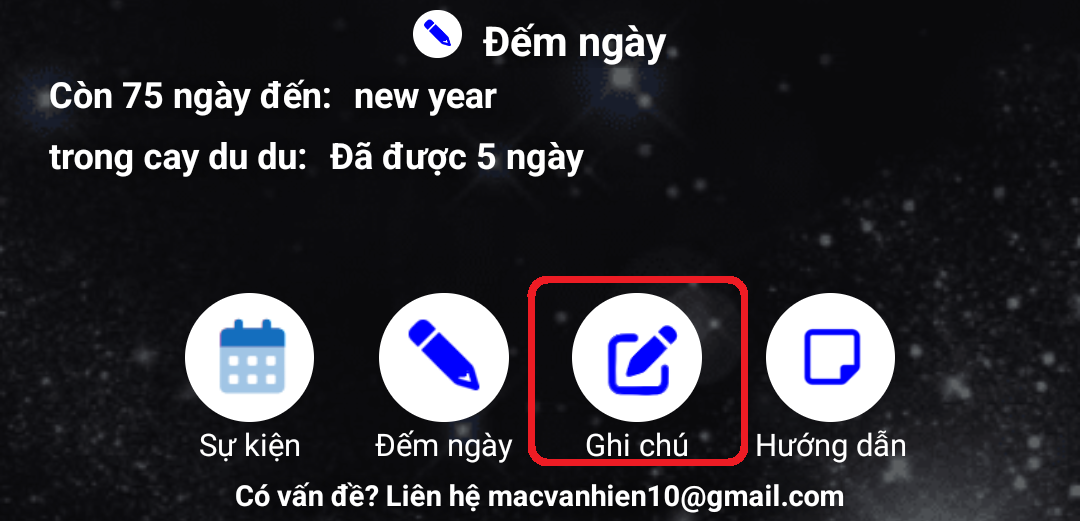 Đếm ngày
Còn 75 ngày đến: new year
trong cay du du: Đã được 5 ngày
Sự kiện Đếm ngày Ghi chú Hướng dẫn
Có vấn đề? Liên hệ macvanhien10@gmail.com